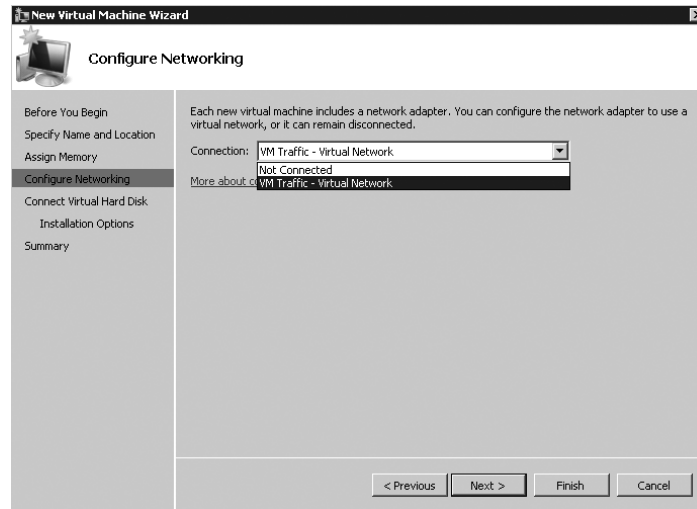 New Virtual Machine Wizard
Configure Networking
Before You Begin
Specify Name and Location
Assign Memory
Configure Networking
Connect Virtual Hard Disk
Installation Options
Summary
Each new virtual machine includes a network adapter. You can configure the network adapter to use a
virtual network, or it can remain disconnected.
Connection: VM Traffic - Virtual Network
Not Connected
More about
VM Traffic - Virtual Network
< Previous
Next >
Finish
Cancel